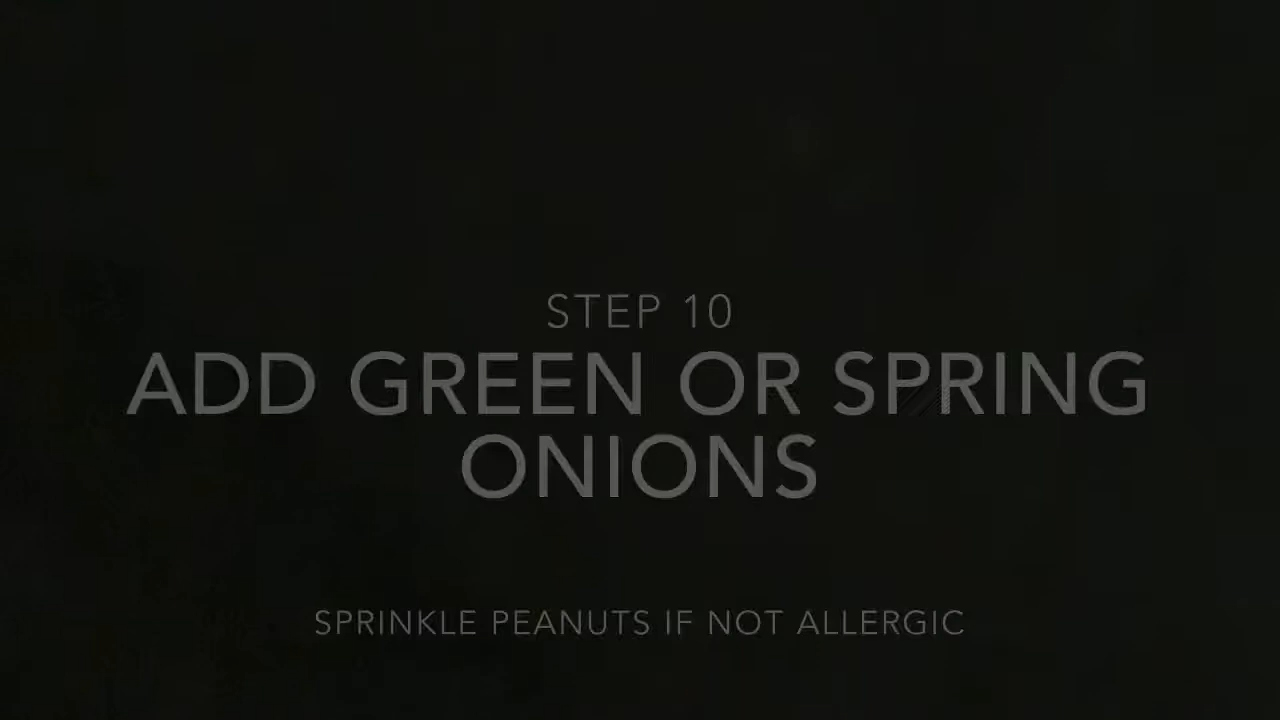 STEP 10
ADD GREEN OR SPRING
ONIONS
SPRINKLE PEANUTS IF NOT ALLERGIC